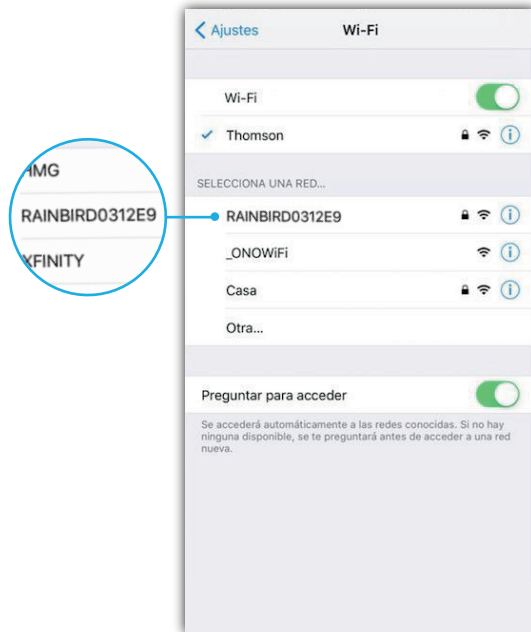 Ajustes
Wi-Fi
Wi-Fi
Thomson
SELECCIONA UNA RED...
RAINBIRD0312E9
_ONOWiFi
Casa
Otra...
Preguntar para acceder
Se accederá automáticamente a las redes conocidas. Si no hay
ninguna disponible, se te preguntará antes de acceder a una red
nueva.
HMG
RAINBIRD0312E9
XFINITY